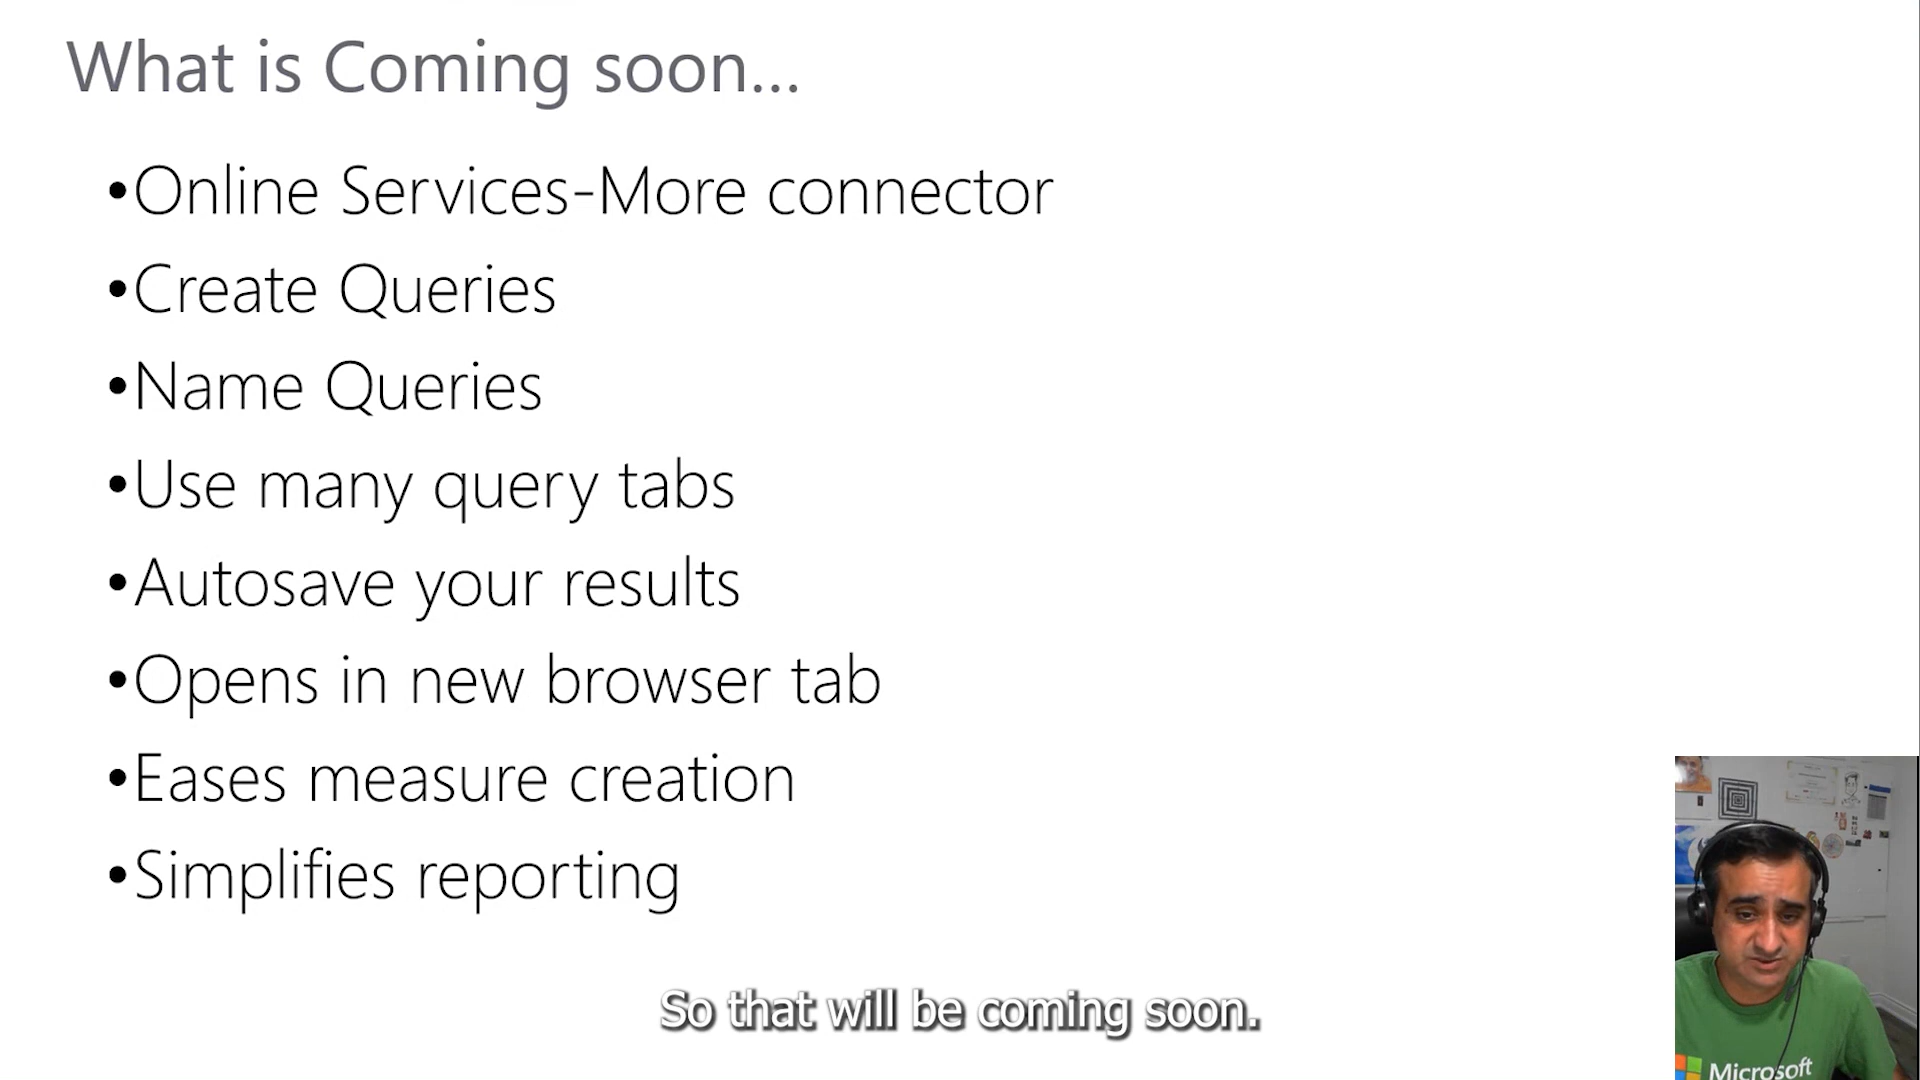 What is Coming soon...
•Online Services-More connector
•Create Queries
•Name Queries
•Use many query tabs
•Autosave your results
•Opens in new browser tab
•Eases measure creation
•Simplifies reporting
So that will be coming soon.
Microsoft